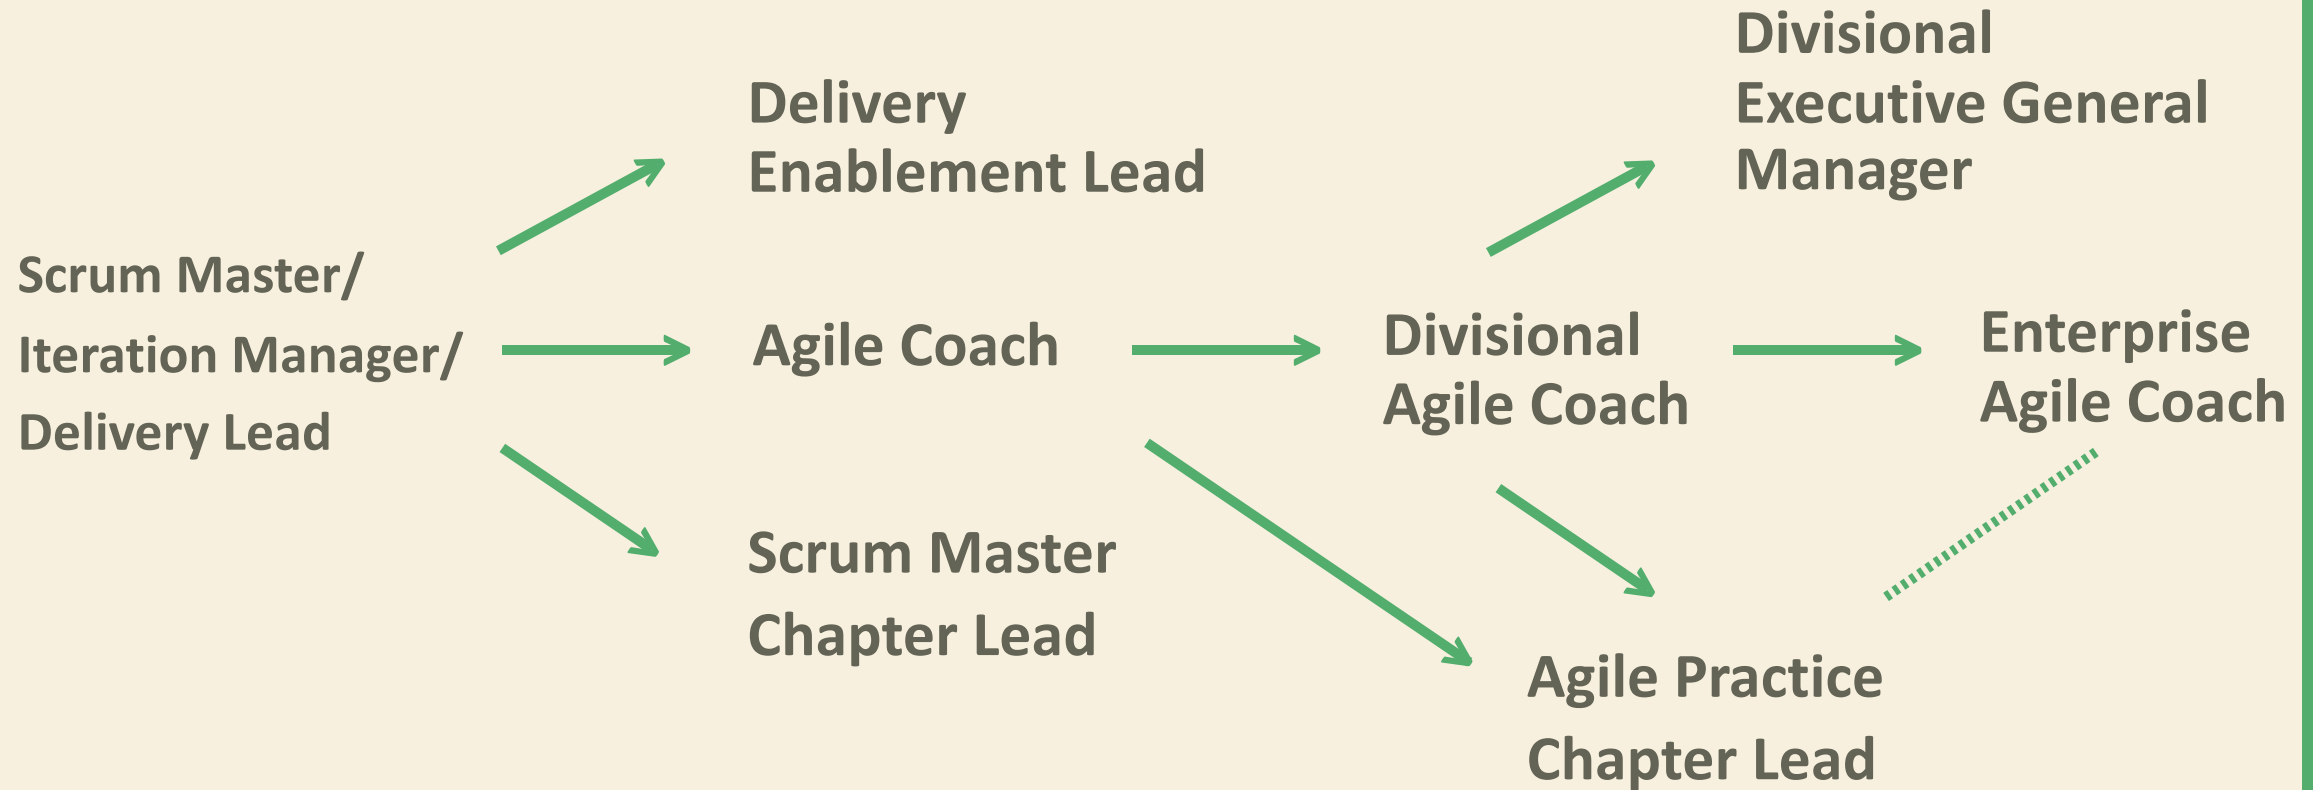 Divisional
Executive General
Manager
Delivery
Enablement Lead
Scrum Master/
Iteration Manager/
Delivery Lead
Agile Coach
Divisional
Agile Coach
Enterprise
Agile Coach
Scrum Master
Chapter Lead
Agile Practice
Chapter Lead